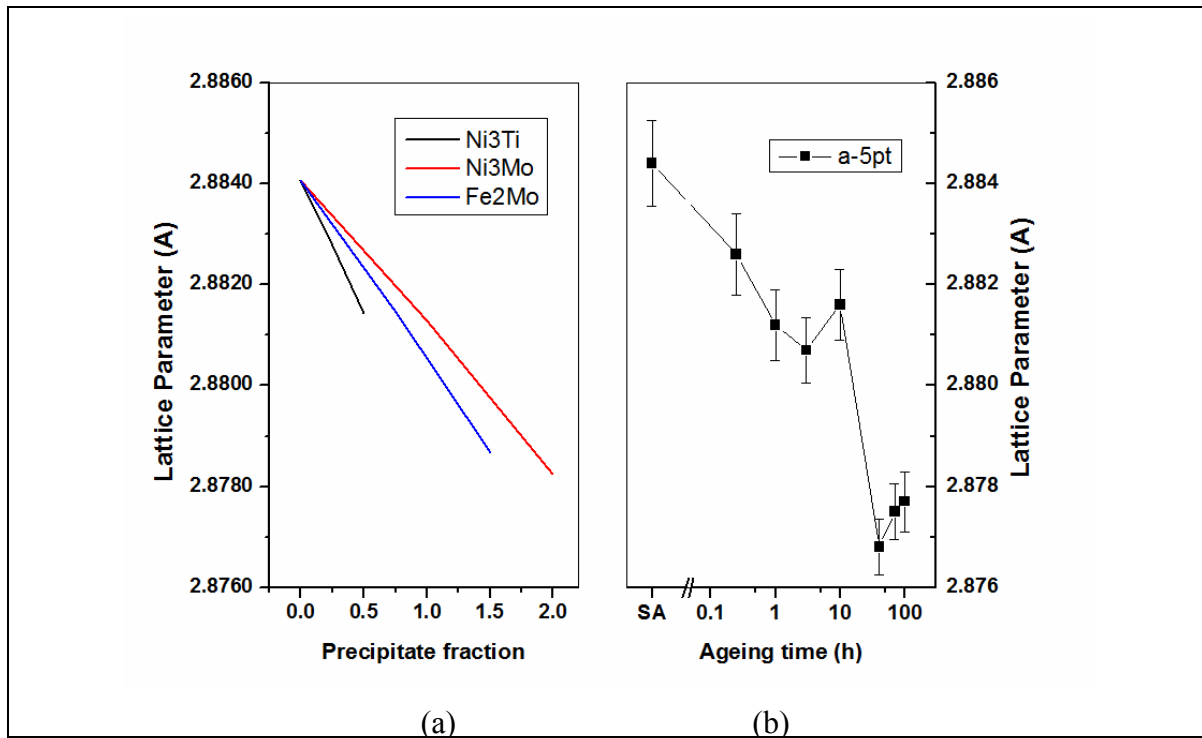 2.8860
2.8840
2.8820
2.8800
2.8780
2.8760
Lattice Parameter (A)
Ni3Ti
Ni3Mo
Fe2Mo
0.0 0.5 1.0 1.5 2.0
Precipitate fraction
(a)
a-5pt
2.886
2.884
2.882
2.880
2.878
2.876
Lattice Parameter (A)
SA 0.1 1 10 100
Ageing time (h)
(b)